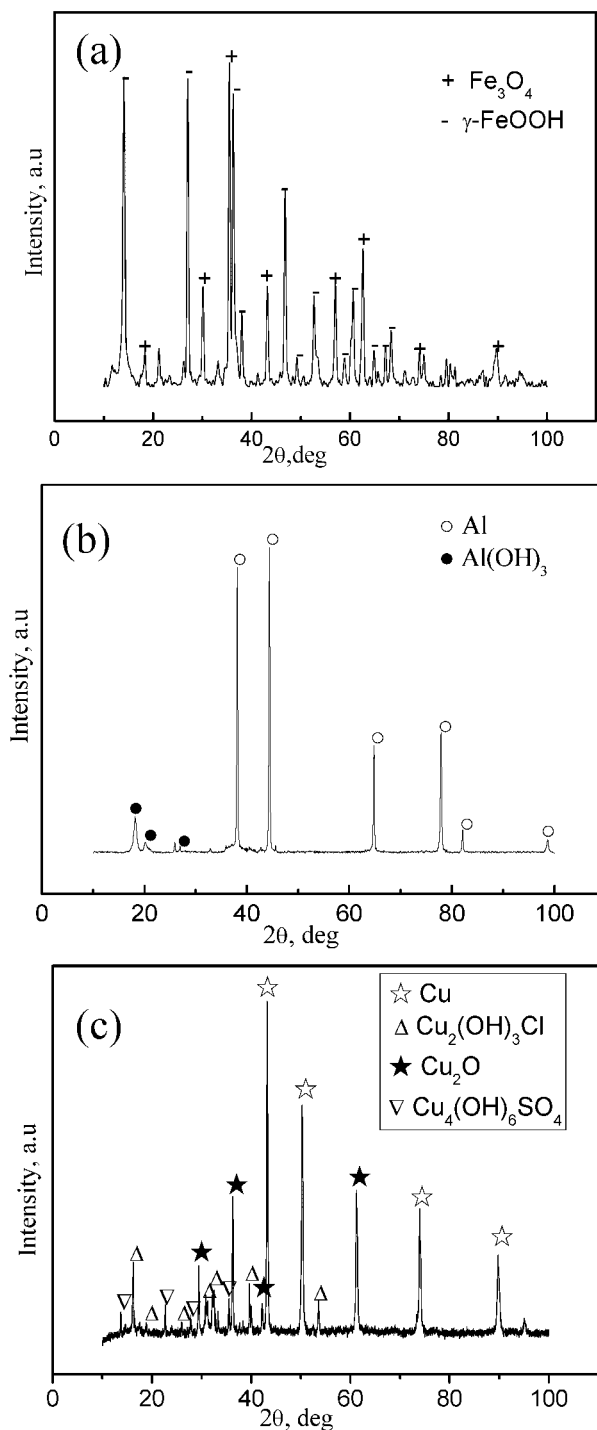 (a)
+ Fe₃O₄
- γ-FeOOH
Intensity, a.u
0 20 40 60 80 100
2θ,deg
(b)
Al
Al(OH)₃
Intensity, a.u
0 20 40 60 80 100
2θ, deg
(c)
Cu
Cu₂(OH)₃Cl
Cu₂O
Cu₄(OH)₆SO₄
Intensity, a.u
0 20 40 60 80 100
2θ, deg